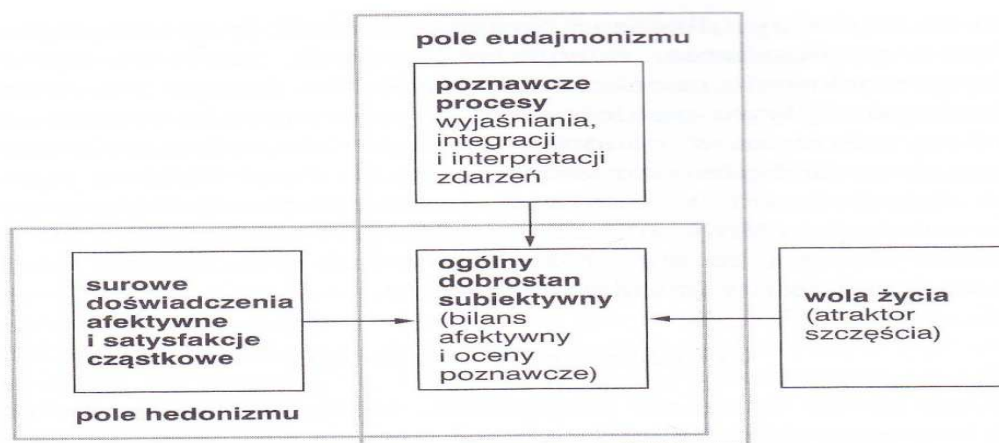 pole eudajmonizmu
poznawcze
procesy
wyjaśniania,
integracji
i interpretacji
zdarzeń
surowe
doświadczenia
afektywne
i satysfakcje
cząstkowe
ogólny
dobrostan
subiektywny
(bilans
afektywny
i oceny
poznawcze)
wola życia
(atraktor
szczęścia)
pole hedonizmu